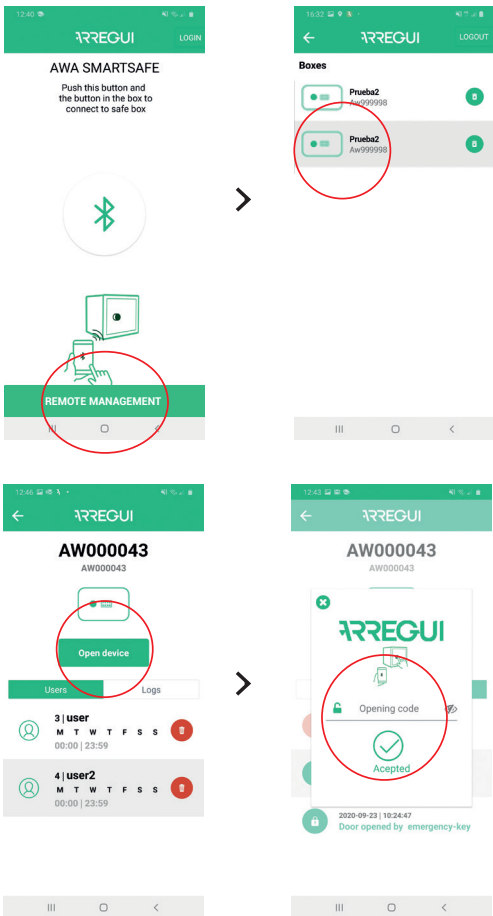 12:40
ARREGUI
LOGIN
AWA SMARTSAFE
Push this button and
the button in the box to
connect to safe box
REMOTE MANAGEMENT
16:32
ARREGUI
LOGOUT
Boxes
Prueba2
Aw999998
Prueba2
Aw999998
12:46
ARREGUI
AW000043
AW000043
Open device
Users Logs
3 | user
M T W T F S S
00:00 | 23:59
4 | user2
M T W T F S S
00:00 | 23:59
12:43
ARREGUI
AW000043
AW000043
ARREGUI
Opening code
Acepted
2020-09-23 | 10:24:47
Door opened by emergency-key